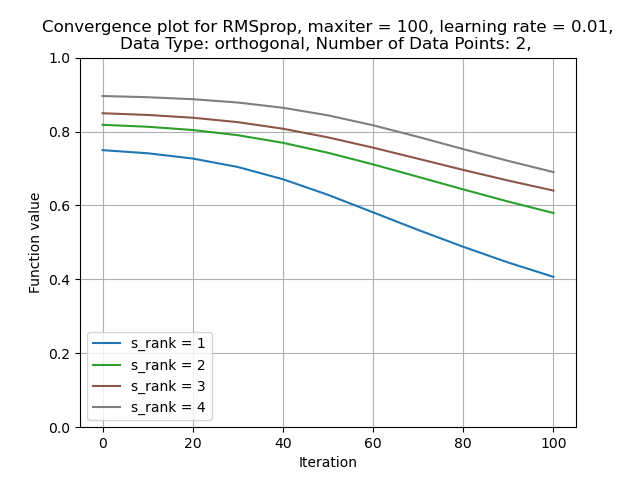 Convergence plot for RMSprop, maxiter = 100, learning rate = 0.01,
Data Type: orthogonal, Number of Data Points: 2,
1.0
0.8
0.6
0.4
0.2
0.0
Function value
s_rank = 1
s_rank = 2
s_rank = 3
s_rank = 4
0 20 40 60 80 100
Iteration